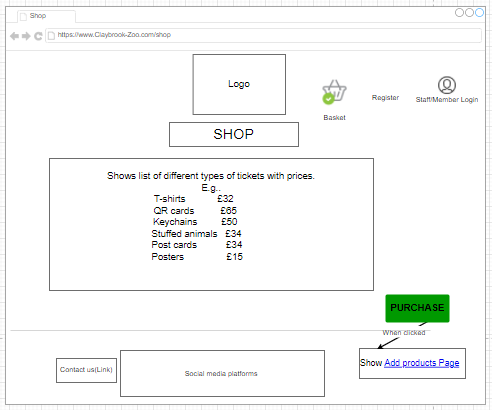 Shop
https://www.Claybrook-Zoo.com/shop
Logo
Basket
Register
Staff/Member Login
SHOP
Shows list of different types of tickets with prices.
E.g..
T-shirts £32
QR cards £65
Keychains £50
Stuffed animals £34
Post cards £34
Posters £15
PURCHASE
When clicked
Show Add products Page
Contact us(Link)
Social media platforms